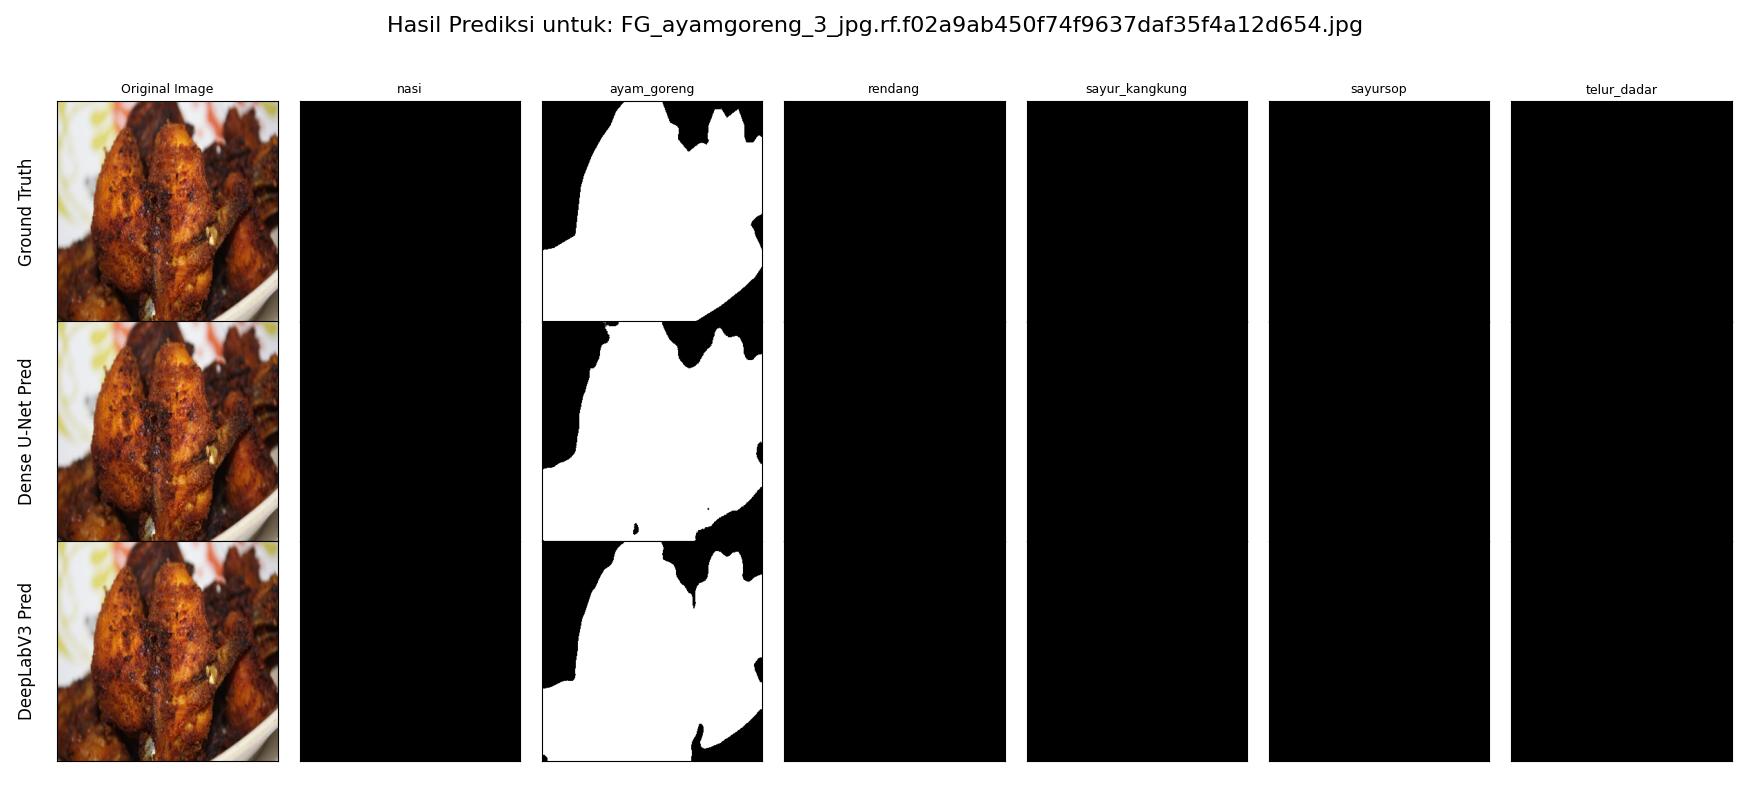 Hasil Prediksi untuk: FG_ayamgoreng_3_jpg.rf.f02a9ab450f74f9637daf35f4a12d654.jpg
Original Image nasi ayam_goreng rendang sayur_kangkung sayursop telur_dadar
Ground Truth
Dense U-Net Pred
DeepLabV3 Pred